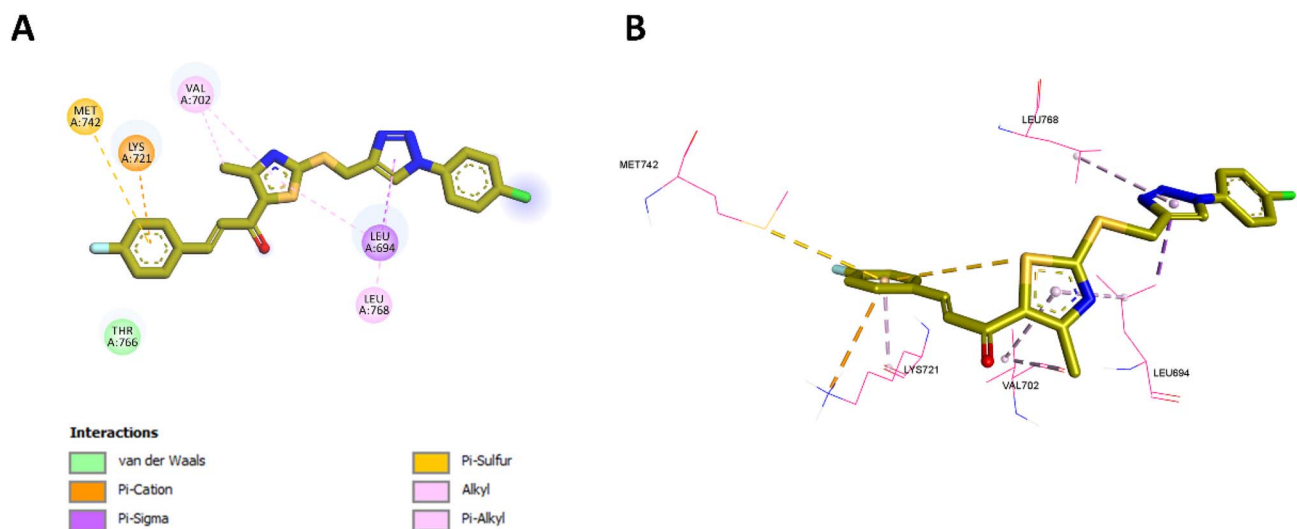 A
B
VAL
A:702
MET
A:742
LYS
A:721
LEU
A:694
LEU
A:768
THR
A:766
Interactions
van der Waals
Pi-Cation
Pi-Sigma
Pi-Sulfur
Alkyl
Pi-Alkyl
LEU768
MET742
LYS721
VAL702
LEU694